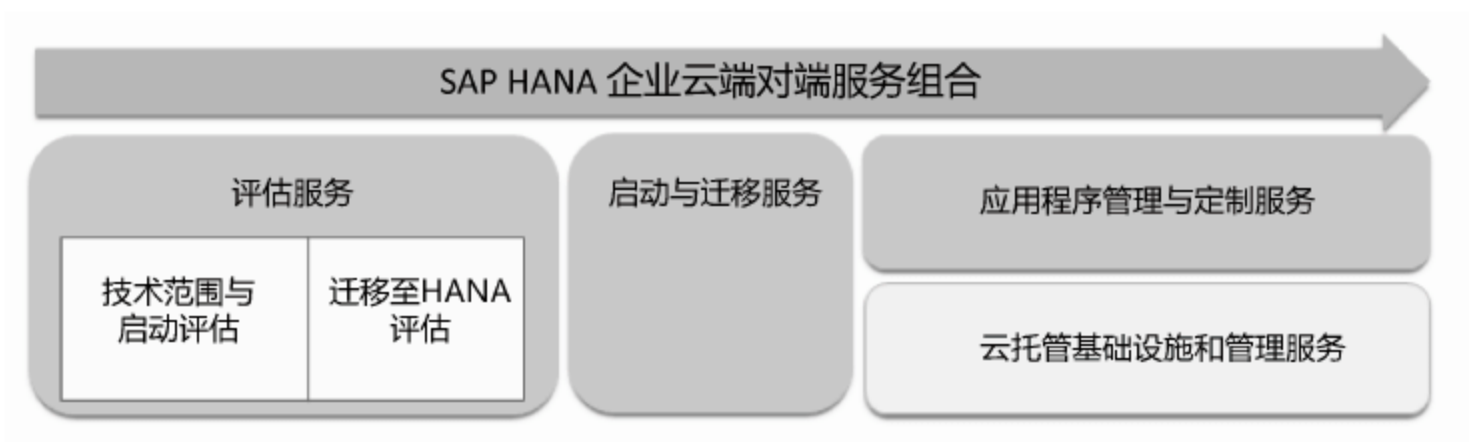 SAP HANA 企业云端对端服务组合
评估服务
技术范围与
启动评估
迁移至HANA
评估
启动与迁移服务
应用程序管理与定制服务
云托管基础设施和管理服务